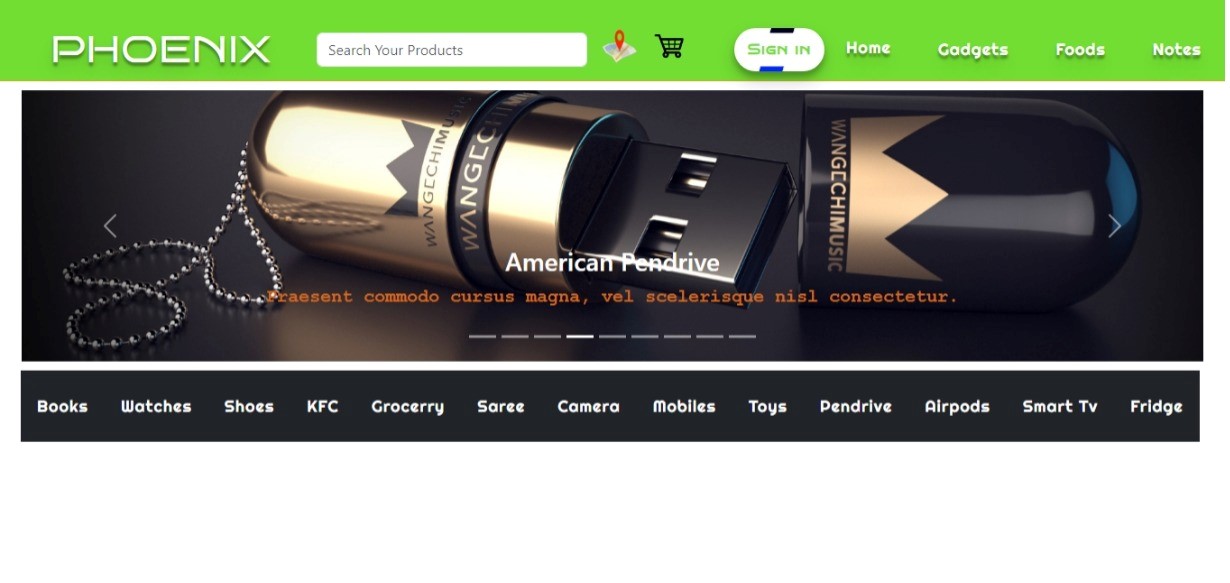 PHOENIX
Search Your Products
Sign in
Home
Gadgets
Foods
Notes
WANGECHIMUSIC
WANGECHIMUSIC
WANGECHIMUSIC
American Pendrive
Praesent commodo cursus magna, vel scelerisque nisl consectetur.
Books Watches Shoes KFC Grocerry Saree Camera Mobiles Toys Pendrive Airpods Smart Tv Fridge